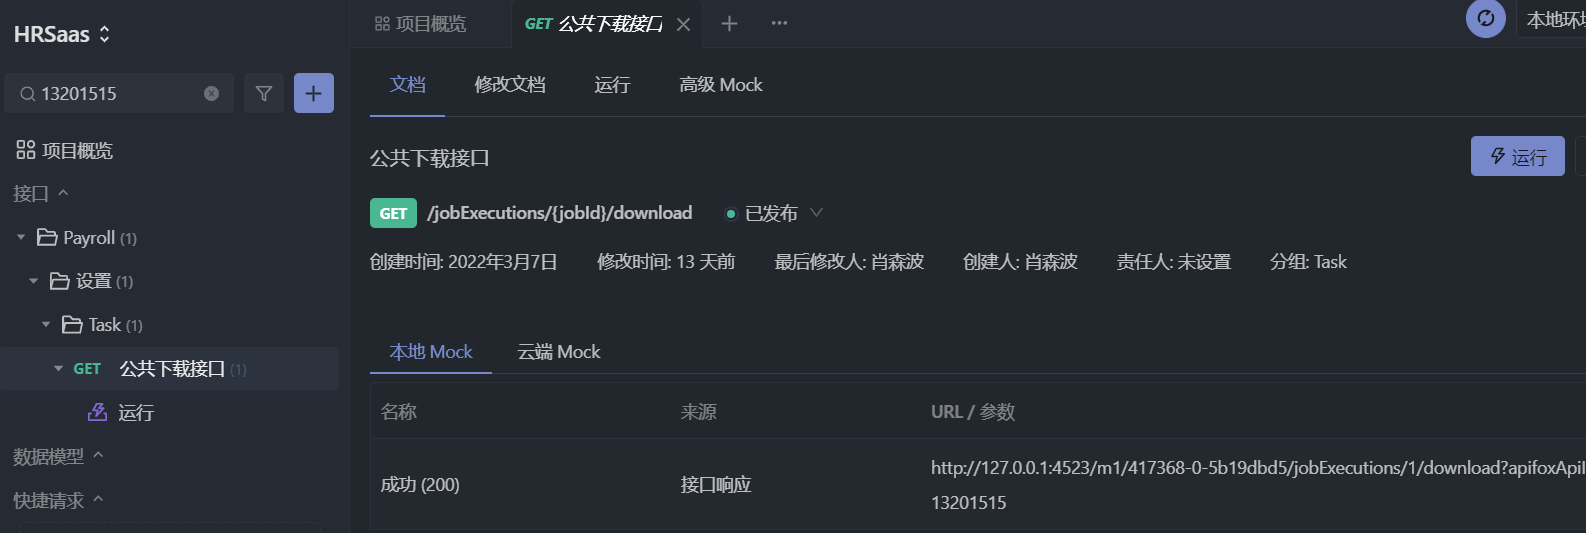 HRSaas
13201515
项目概览
接口
Payroll (1)
设置 (1)
Task (1)
GET 公共下载接口 (1)
运行
数据模型
快捷请求
项目概览
GET 公共下载接口
本地环
文档 修改文档 运行 高级 Mock
公共下载接口
运行
GET /jobExecutions/{jobId}/download 已发布
创建时间: 2022年3月7日 修改时间: 13 天前 最后修改人: 肖森波 创建人: 肖森波 责任人: 未设置 分组: Task
本地 Mock 云端 Mock
名称 来源 URL / 参数
成功 (200) 接口响应 http://127.0.0.1:4523/m1/417368-0-5b19dbd5/jobExecutions/1/download?apifoxApiI
13201515